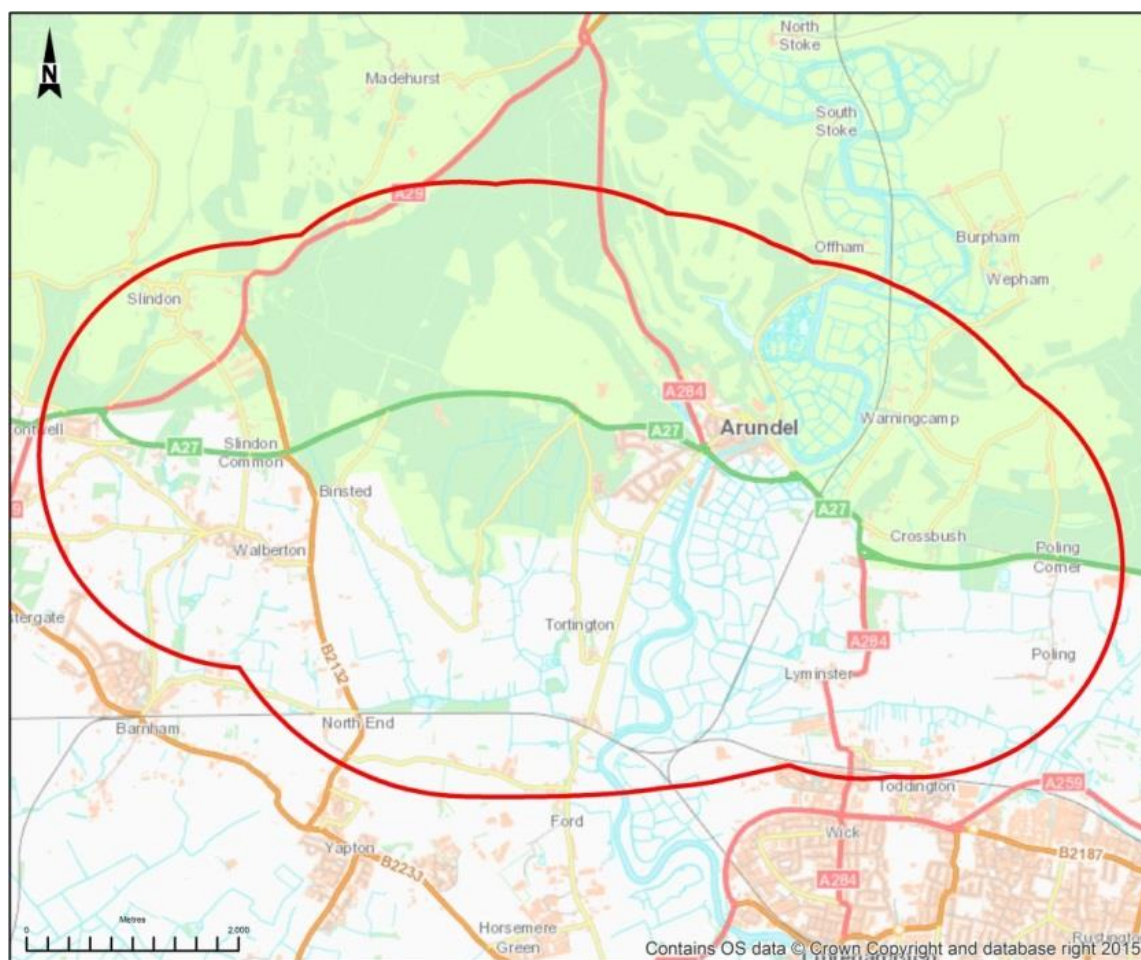 N
North
Stoke
Madehurst
South
Stoke
A29
Offham
Burpham
Wepham
Slindon
A284
Warningcamp
Arundel
A27
A27
Slindon
Common
Binsted
A27
Crossbush
Poling
Corner
Walberton
Tortington
A284
B2132
Lyminster
Poling
Barnham
North End
Toddington
A259
Ford
Wick
Yapton
B2233
B2187
A284
Horsemere
Green
Metres
0
2,000
Contains OS data © Crown Copyright and database right 2015